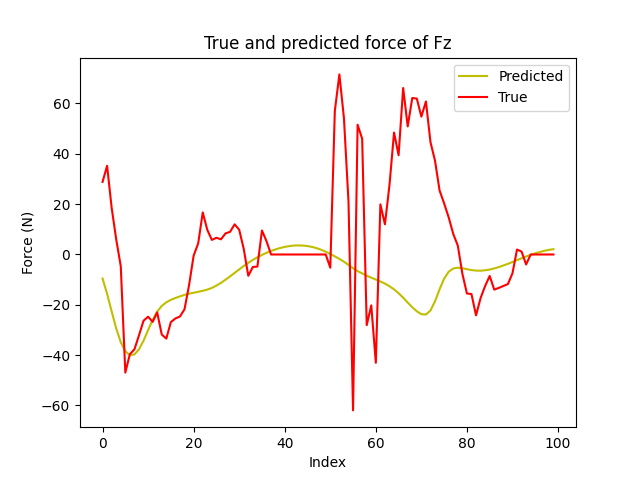 True and predicted force of Fz
Predicted
True
60
40
20
0
−20
−40
−60
Force (N)
0 20 40 60 80 100
Index